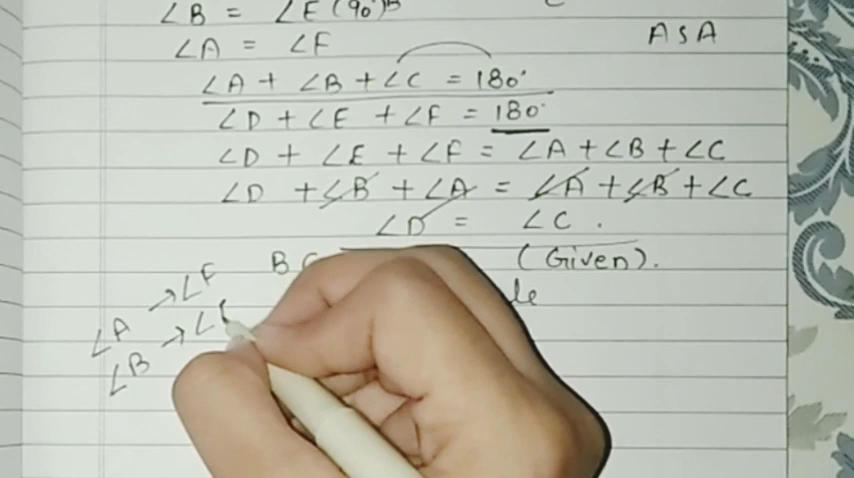 ∠B = ∠E (90°)
∠A = ∠F
ASA
∠A + ∠B + ∠C = 180°
∠D + ∠E + ∠F = 180°
∠D + ∠E + ∠F = ∠A + ∠B + ∠C
∠D + ∠B + ∠A = ∠A + ∠B + ∠C
∠D = ∠C .
(Given).
∠A → ∠F
∠B → ∠